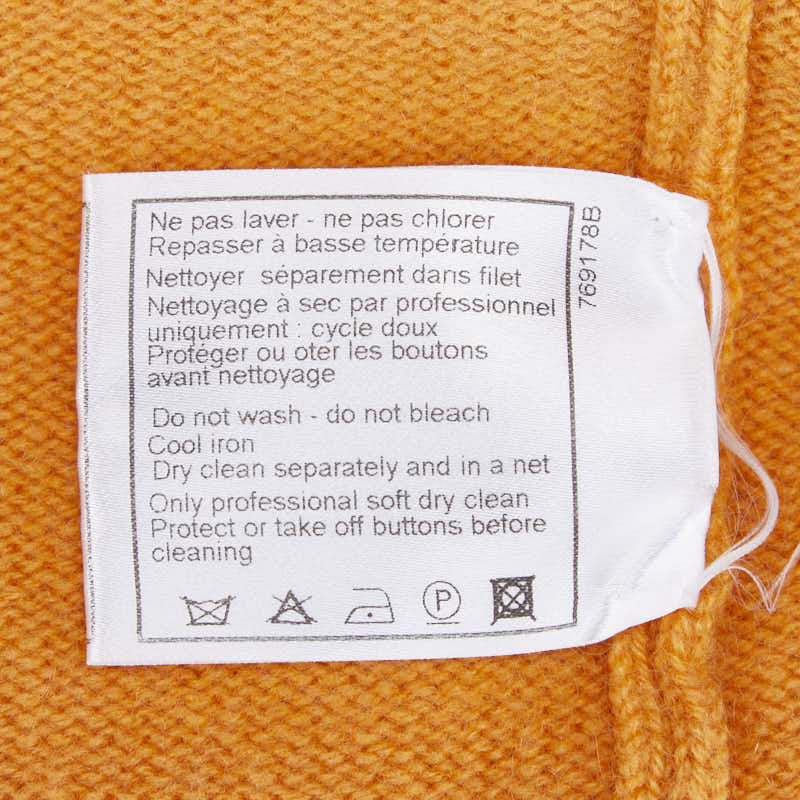 Ne pas laver - ne pas chlorer
Repasser à basse température
Nettoyer séparement dans filet
Nettoyage à sec par professionnel
uniquement : cycle doux
Protéger ou oter les boutons
avant nettoyage
Do not wash - do not bleach
Cool iron
Dry clean separately and in a net
Only professional soft dry clean
Protect or take off buttons before
cleaning
P
769178B